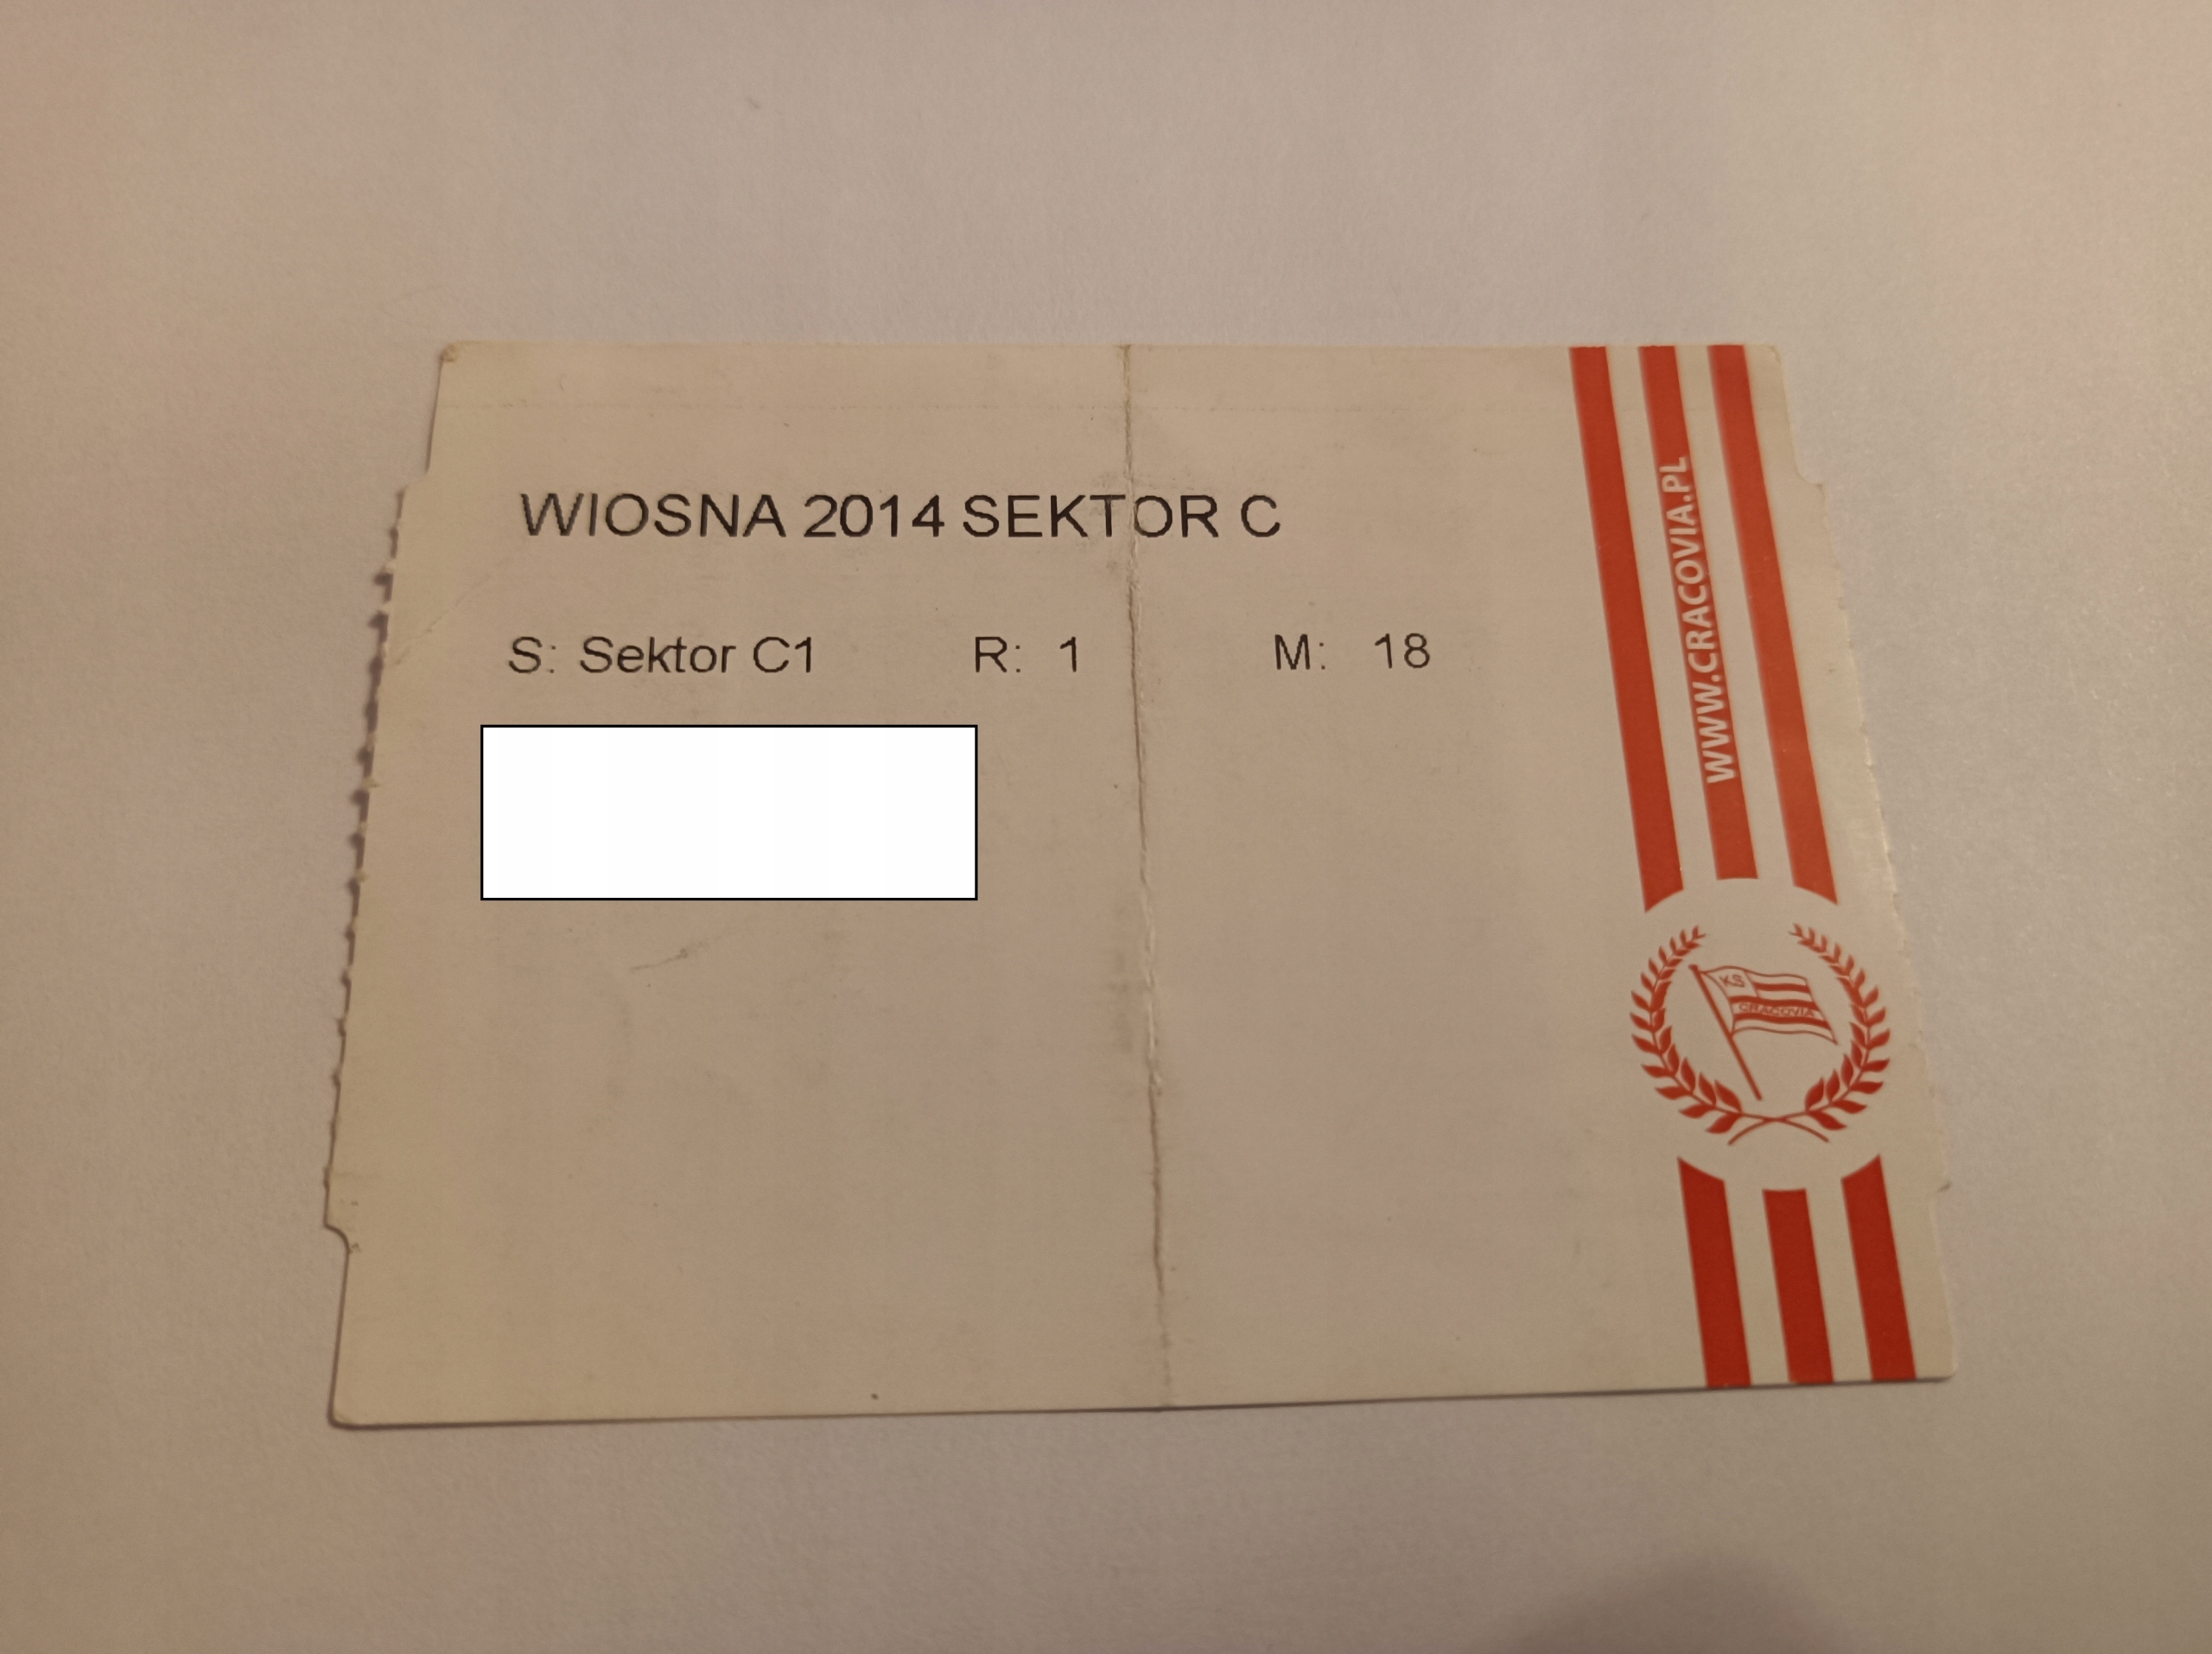 WIOSNA 2014 SEKTOR C
S: Sektor C1 R: 1 M: 18
WWW.CRACOVIA.PL
KS
CRACOVIA